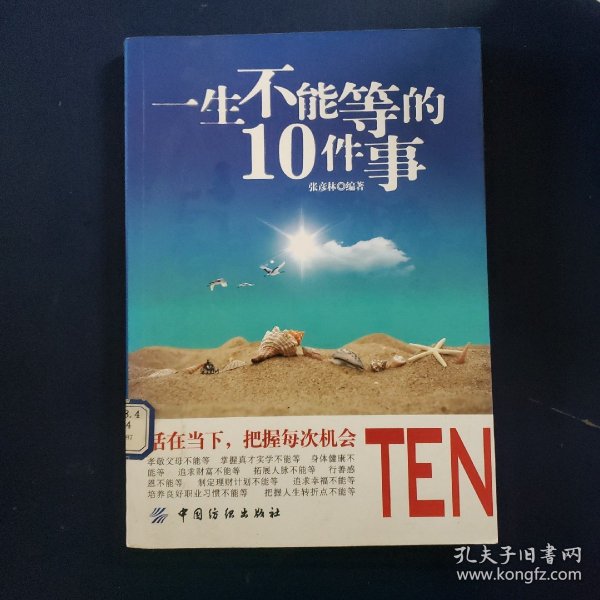 一生不能等的
10件事
张彦林◎编著
活在当下，把握每次机会
TEN
孝敬父母不能等 掌握真才实学不能等 身体健康不
能等 追求财富不能等 拓展人脉不能等 行善感
恩不能等 制定理财计划不能等 追求幸福不能等
培养良好职业习惯不能等 把握人生转折点不能等
中国纺织出版社
3.4
4
97
孔夫子旧书网
www.kongfz.com